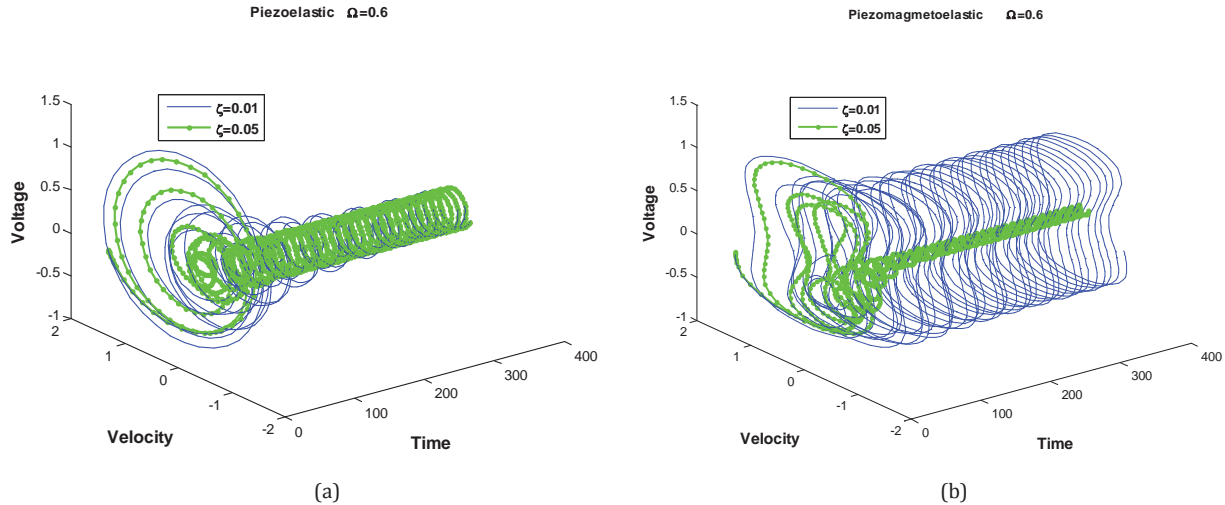 Piezoelastic Ω=0.6
ζ=0.01
ζ=0.05
1.5
1
0.5
0
-0.5
-1
Voltage
2
1
0
-1
-2
Velocity
0
100
200
300
400
Time
(a)
Piezomagmetoelastic Ω=0.6
ζ=0.01
ζ=0.05
1.5
1
0.5
0
-0.5
-1
Voltage
2
1
0
-1
-2
Velocity
0
100
200
300
400
Time
(b)